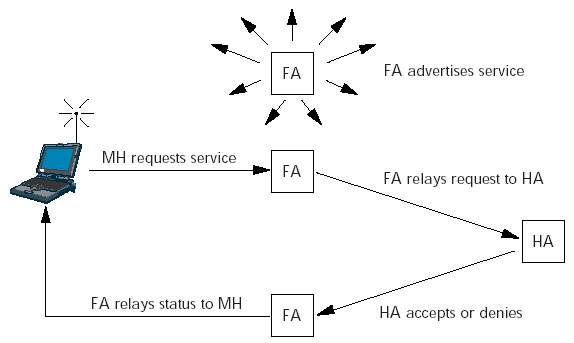 FA
FA advertises service
MH requests service
FA
FA relays request to HA
HA
FA relays status to MH
FA
HA accepts or denies